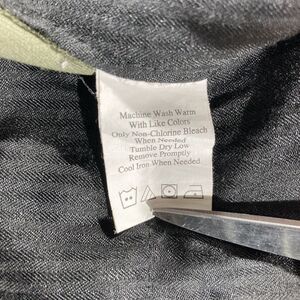 Machine Wash Warm
With Like Colors
Only Non-Chlorine Bleach
When Needed
Tumble Dry Low
Remove Promptly
Cool Iron When Needed